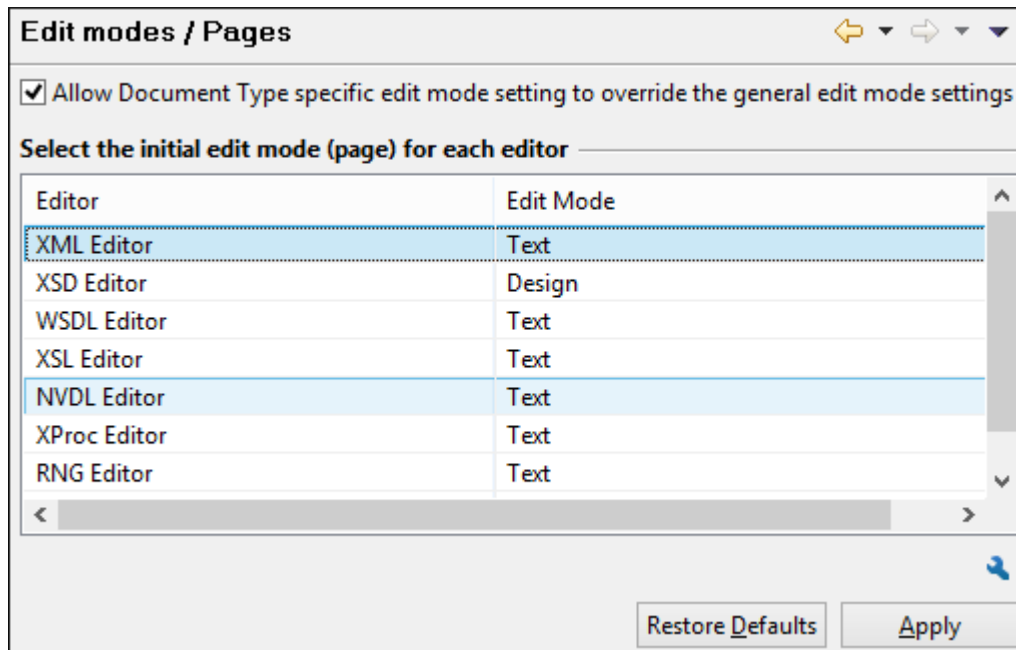 Edit modes / Pages
Allow Document Type specific edit mode setting to override the general edit mode settings
Select the initial edit mode (page) for each editor
Editor Edit Mode
XML Editor Text
XSD Editor Design
WSDL Editor Text
XSL Editor Text
NVDL Editor Text
XProc Editor Text
RNG Editor Text
Restore Defaults Apply